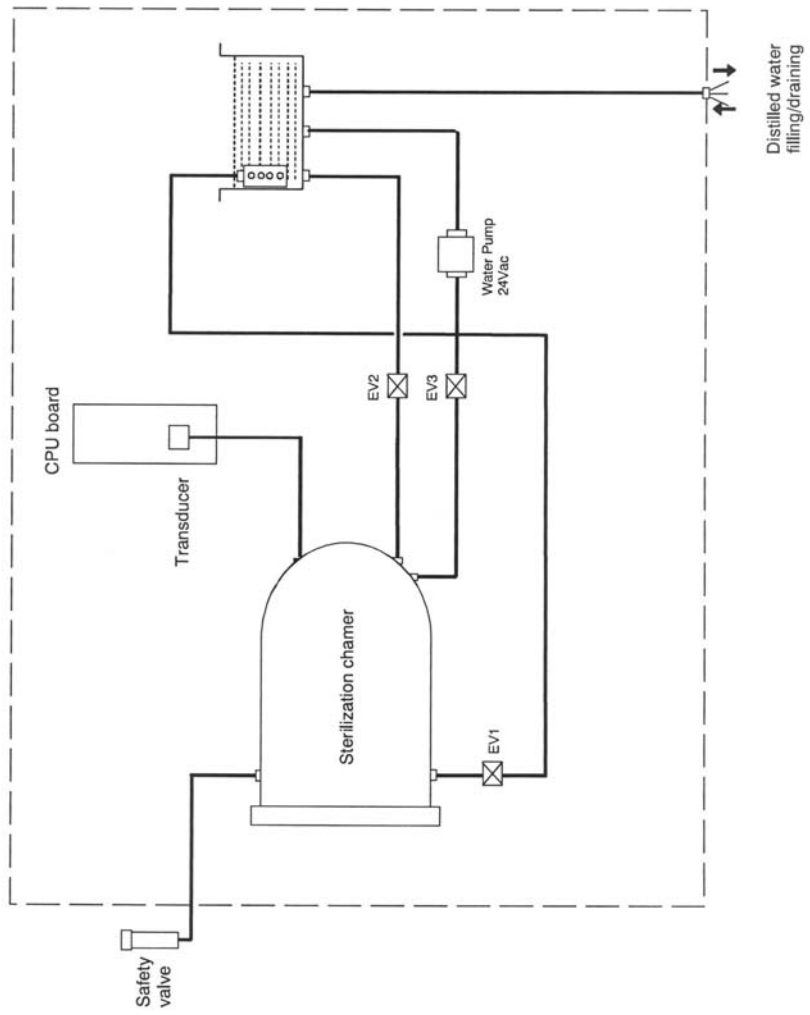 Distilled water
filling/draining
Water Pump
24Vac
EV2
EV3
CPU board
Transducer
Sterilization chamer
EV1
Safety
valve